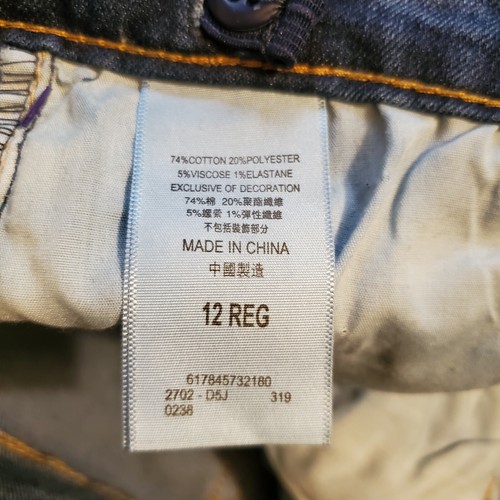 74%COTTON 20%POLYESTER
5%VISCOSE 1%ELASTANE
EXCLUSIVE OF DECORATION
74%棉 20%聚酯纖維
5%嫘縈 1%彈性纖維
不包括裝飾部分
MADE IN CHINA
中國製造
12 REG
617845732180
2702 - D5J 319
0238